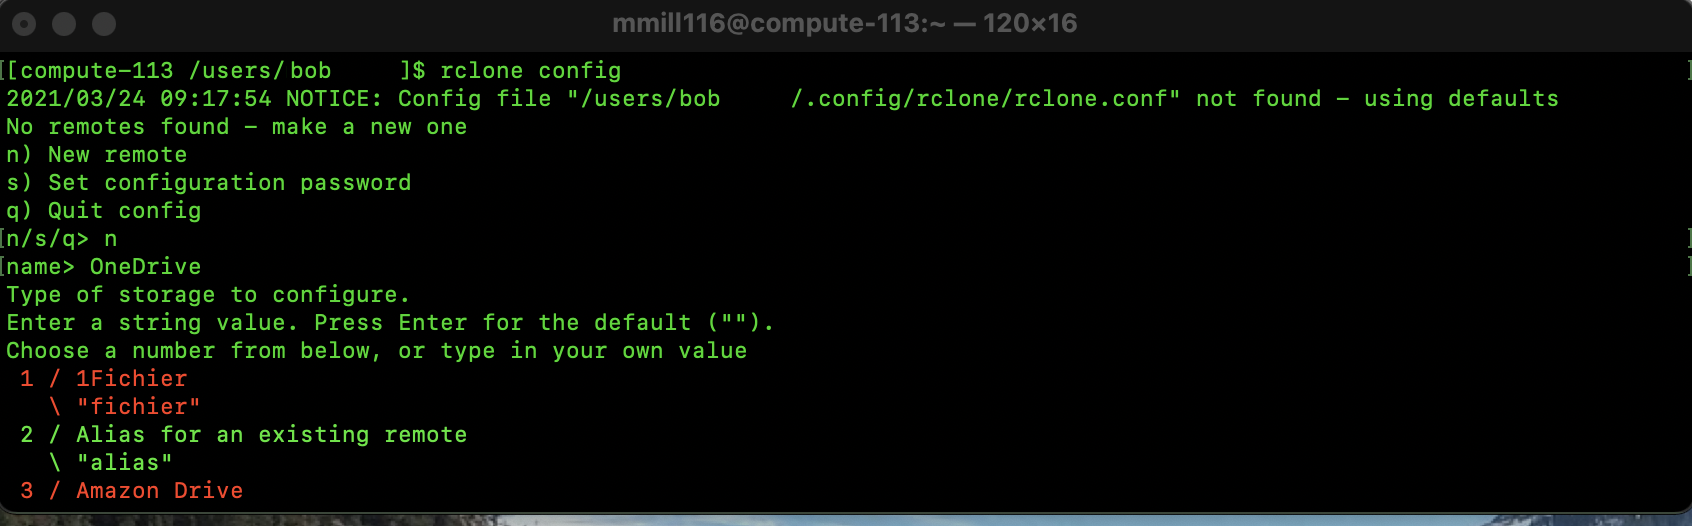 mmill116@compute-113:~ — 120×16
[[compute-113 /users/bob ]$ rclone config ]
2021/03/24 09:17:54 NOTICE: Config file "/users/bob /.config/rclone/rclone.conf" not found - using defaults
No remotes found - make a new one
n) New remote
s) Set configuration password
q) Quit config
[n/s/q> n ]
[name> OneDrive ]
Type of storage to configure.
Enter a string value. Press Enter for the default ("").
Choose a number from below, or type in your own value
 1 / 1Fichier
   \ "fichier"
 2 / Alias for an existing remote
   \ "alias"
 3 / Amazon Drive